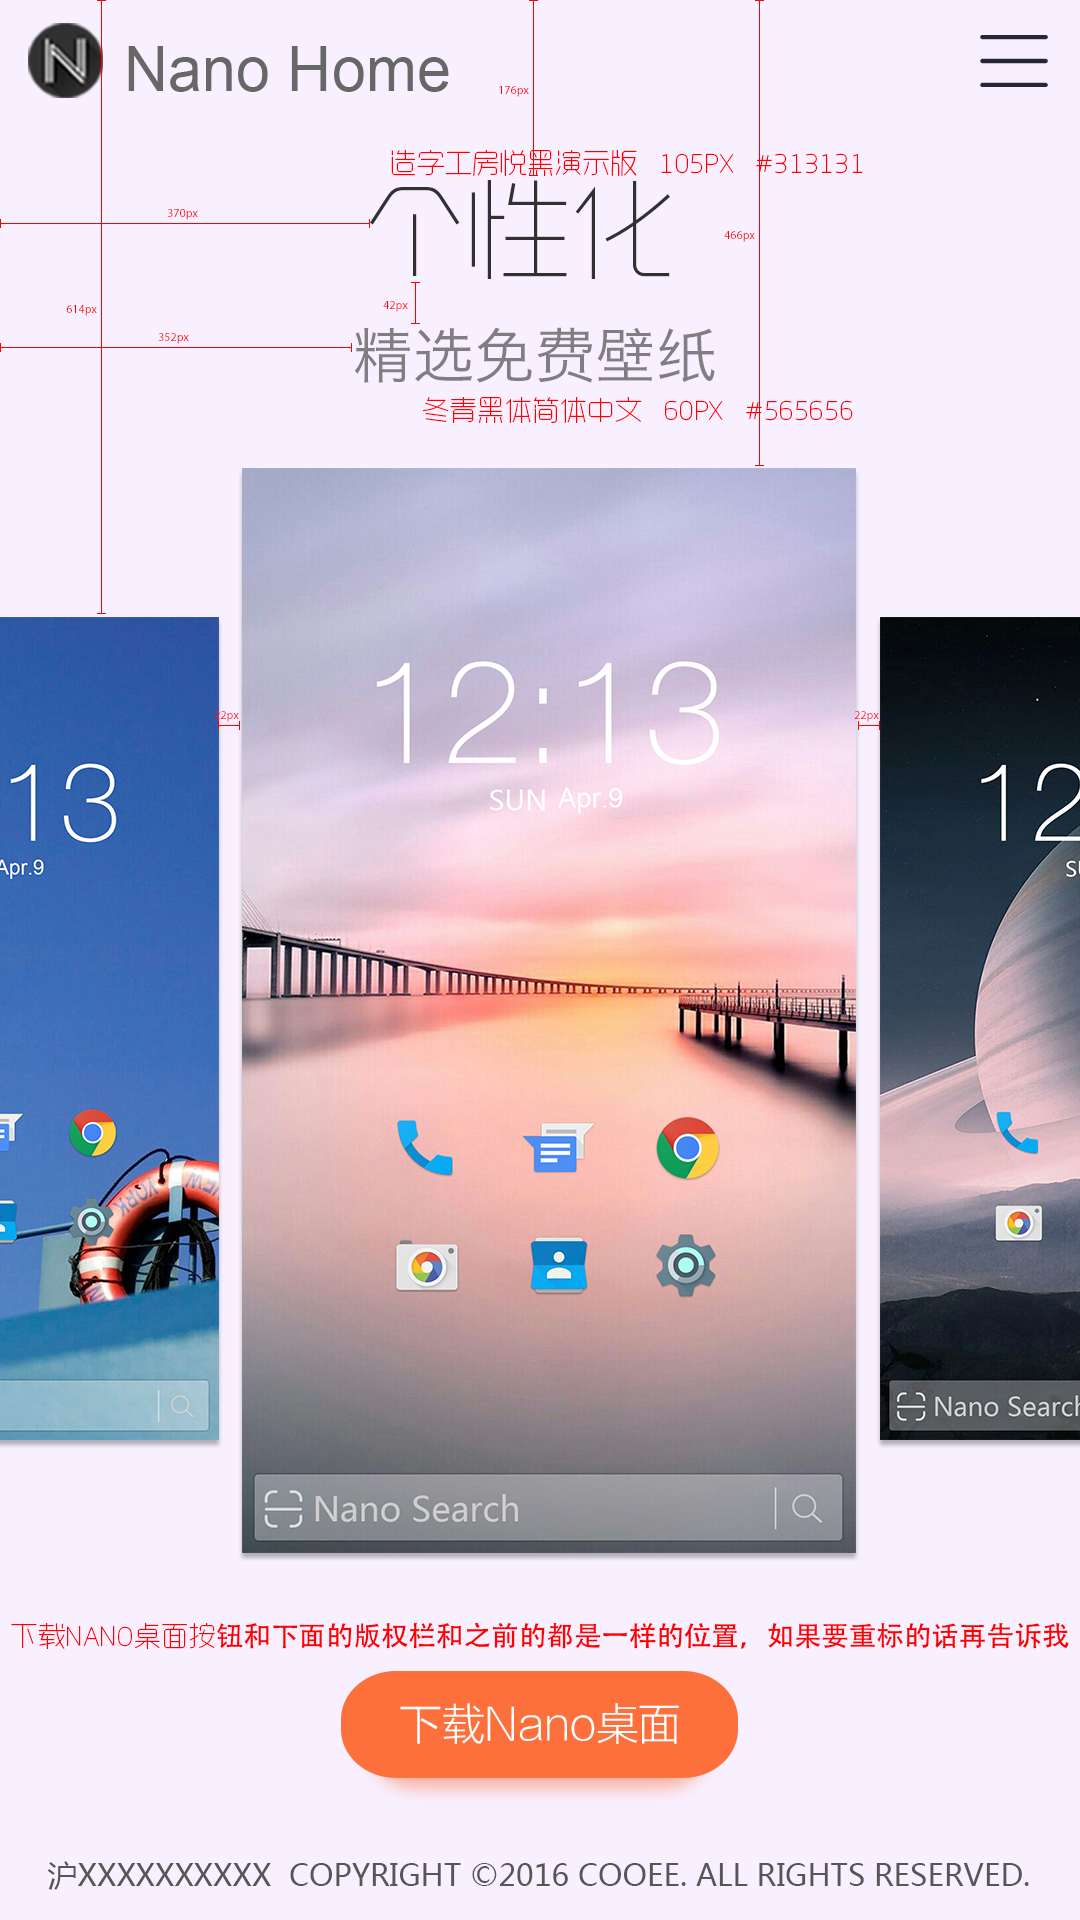 Nano Home
176px
造字工房悦黑演示版 105PX #313131
370px
个性化
466px
614px
42px
352px
精选免费壁纸
冬青黑体简体中文 60PX #565656
12:13
SUN Apr.9
22px
22px
13
Apr.9
12
YORK
NEW
Nano Search
Nano Search
下载NANO桌面按钮和下面的版权栏和之前的都是一样的位置，如果要重标的话再告诉我
下载Nano桌面
沪XXXXXXXXXX COPYRIGHT ©2016 COOEE. ALL RIGHTS RESERVED.